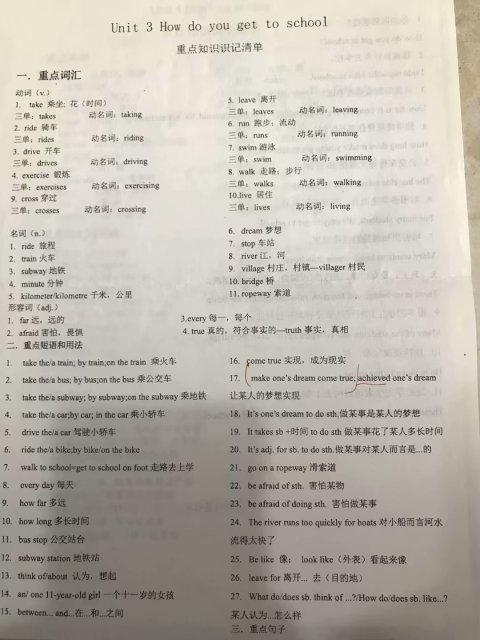 Unit 3 How do you get to school
重点知识识记清单
一．重点词汇
动词（v.）
1. take 乘坐; 花（时间）
三单：takes 动名词：taking
2. ride 骑车
三单：rides 动名词：riding
3. drive 开车
三单：drives 动名词：driving
4. exercise 锻炼
三单：exercises 动名词：exercising
9. cross 穿过
三单：crosses 动名词：crossing
5. leave 离开
三单：leaves 动名词：leaving
6. run 跑步；流动
三单：runs 动名词：running
7. swim 游泳
三单：swim 动名词：swimming
8. walk 走路；步行
三单：walks 动名词：walking
10.live 居住
三单：lives 动名词：living
名词（n.）
1. ride 旅程
2. train 火车
3. subway 地铁
4. minute 分钟
5. kilometer/kilometre 千米，公里
6. dream 梦想
7. stop 车站
8. river 江，河
9. village 村庄，村镇—villager 村民
10. bridge 桥
11. ropeway 索道
形容词（adj.）
1. far 远，远的
2. afraid 害怕，畏惧
3.every 每一，每个
4. true 真的，符合事实的—truth 事实，真相
二．重点短语和用法
1. take the/a train; by train;on the train 乘火车
2. take the/a bus; by bus;on the bus 乘公交车
3. take the/a subway; by subway;on the subway 乘地铁
4. take the/a car;by car; in the car 乘小轿车
5. drive the/a car 驾驶小轿车
6. ride the/a bike;by bike/on the bike
7. walk to school=get to school on foot 走路去上学
8. every day 每天
9. how far 多远
10. how long 多长时间
11. bus stop 公交站台
12. subway station 地铁站
13. think of/about 认为，想起
14. an/ one 11-year-old girl 一个十一岁的女孩
15. between... and...在...和...之间
16. come true 实现，成为现实
17. make one's dream come true; achieved one's dream
让某人的梦想实现
18. It's one's dream to do sth.做某事是某人的梦想
19. It takes sb +时间 to do sth 做某事花了某人多长时间
20. It's adj. for sb. to do sth.做某事对某人而言是...的
21. go on a ropeway 滑索道
22. be afraid of sth. 害怕某物
23. be afraid of doing sth. 害怕做某事
24. The river runs too quickly for boats 对小船而言河水
流得太快了
25. Be like 像； look like（外表）看起来像
26. leave for 离开... 去（目的地）
27. What do/does sb. think of ...?/How do/does sb. like...?
某人认为...怎么样
三．重点句子